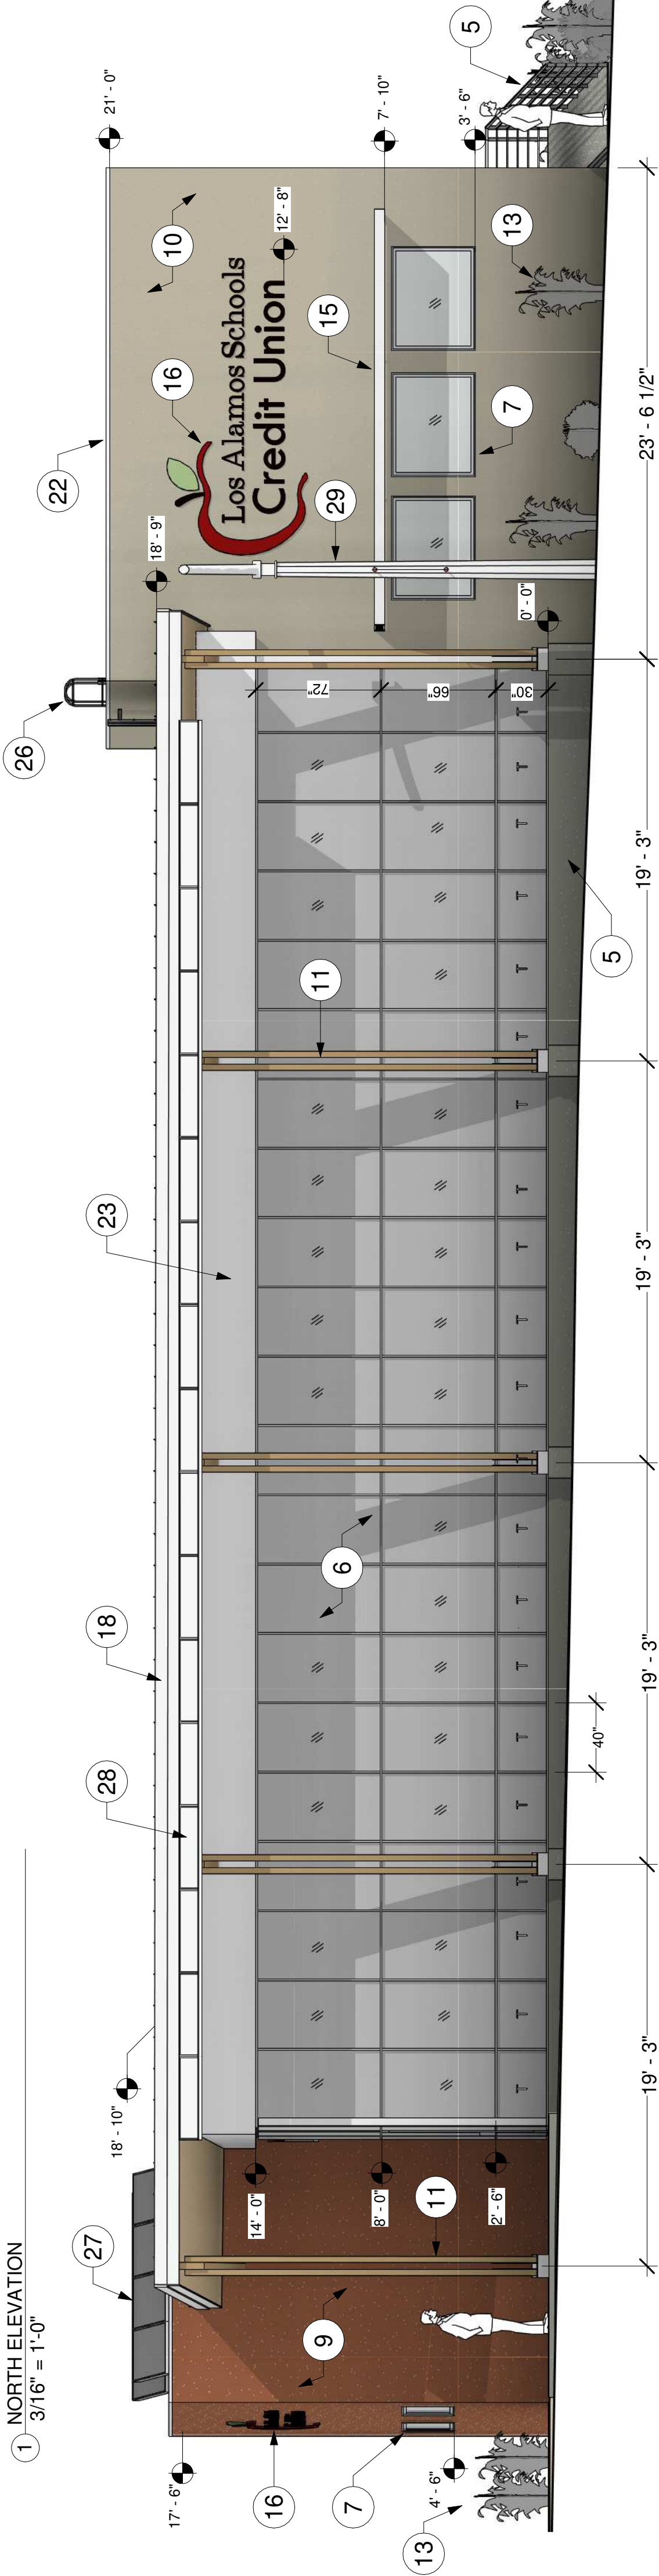 1
NORTH ELEVATION
3/16" = 1'-0"
27
18' - 10"
28
18
23
26
22
21' - 0"
18' - 9"
16
10
12' - 8"
Los Alamos Schools
Credit Union
15
7' - 10"
5
3' - 6"
13
7
29
0' - 0"
72"
66"
30"
11
6
17' - 6"
16
9
14' - 0"
8' - 0"
11
2' - 6"
7
4' - 6"
13
40"
5
19' - 3"
19' - 3"
19' - 3"
19' - 3"
23' - 6 1/2"